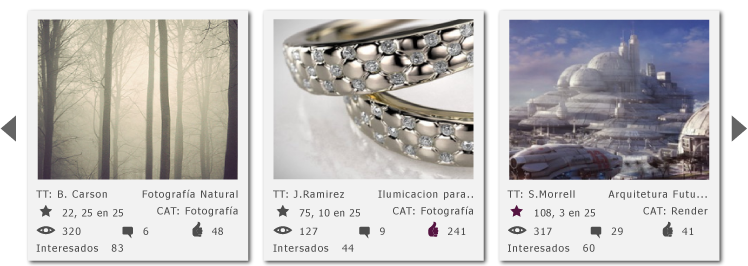 TT: B. Carson Fotografía Natural
22, 25 en 25 CAT: Fotografía
320 6 48
Interesados 83
TT: J.Ramirez Ilumicacion para..
75, 10 en 25 CAT: Fotografía
127 9 241
Intersados 44
TT: S.Morrell Arquitetura Futu...
108, 3 en 25 CAT: Render
317 29 41
Interesados 60